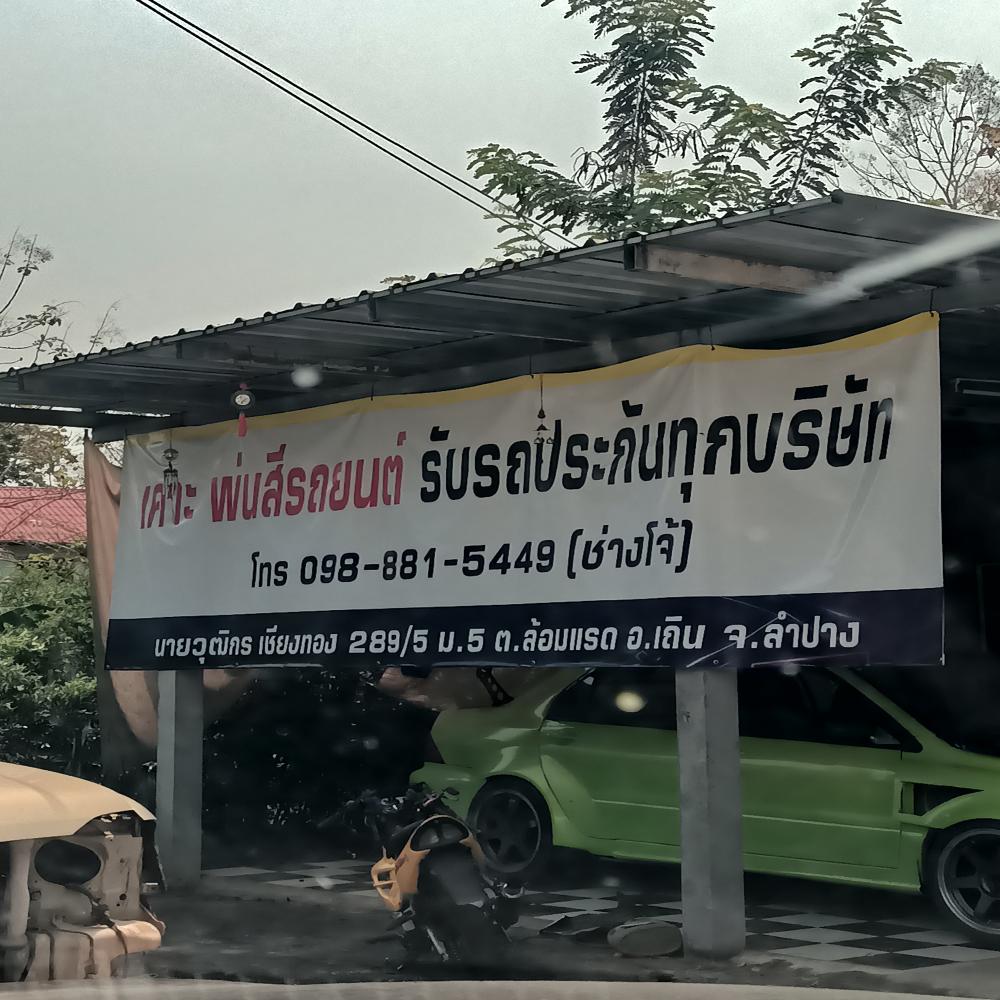 เคาะ พ่นสีรถยนต์ รับรถประกันทุกบริษัท
โทร 098-881-5449 (ช่างโจ้)
นายวุฒิกร เชียงทอง 289/5 ม.5 ต.ล้อมแรด อ.เถิน จ.ลำปาง